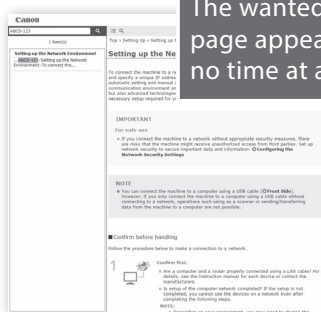 Canon
ABCD-123
1 Item(s)
Setting up the Network Environment
...ABCD-123: Setting up the Network
Environment: To connect the...
Top > Setting Up > Setting up t
Setting up the Ne
The wanted
page appea
no time at a
To connect the machine to a n
and specify a unique IP addres
automatic setting and manual
communication environment an
but also advanced technologies
necessary setup required for y
IMPORTANT
For safe use
If you connect the machine to a network without appropriate security measures, there
are risks that the machine might receive unauthorized access from third parties. Set up
network security to secure important data and information. Configuring the
Network Security Settings
NOTE
You can connect the machine to a computer using a USB cable (Front Side).
However, if you only connect the machine to a computer using a USB cable without
connecting to a network, operations such as using as a scanner or sending/transferring
data from the machine to a computer are not possible.
■Confirm before handling
Follow the procedure below to make a connection to a network.
1
Confirm first.
Are a computer and a router properly connected using a LAN cable? For
details, see the instruction manual for each device or contact the
manufacturers.
Is setup of the computer network completed? If the setup is not
completed, you cannot use the devices on a network even after
completing the following steps.
NOTE: